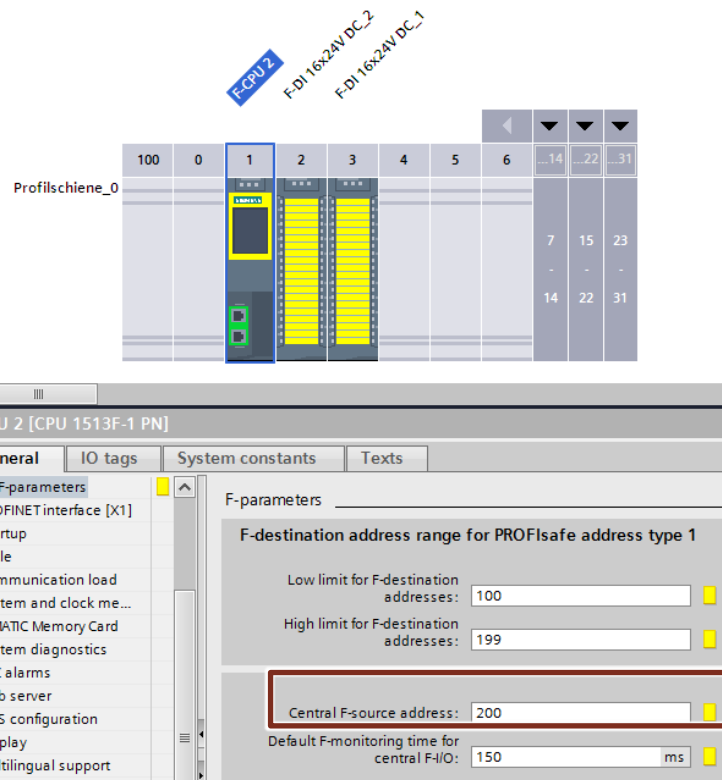 F-CPU 2
F-DI 16x24V DC_2
F-DI 16x24V DC_1
100 0 1 2 3 4 5 6 ...14 ...22 ...31
Profilschiene_0
SIEMENS
7 15 23
- - -
14 22 31
U 2 [CPU 1513F-1 PN]
neral IO tags System constants Texts
F-parameters
OFINET interface [X1]
rtup
le
mmunication load
tem and clock me...
ATIC Memory Card
tem diagnostics
alarms
b server
S configuration
play
ltilingual support
F-parameters
F-destination address range for PROFIsafe address type 1
Low limit for F-destination
addresses: 100
High limit for F-destination
addresses: 199
Central F-source address: 200
Default F-monitoring time for
central F-I/O: 150 ms